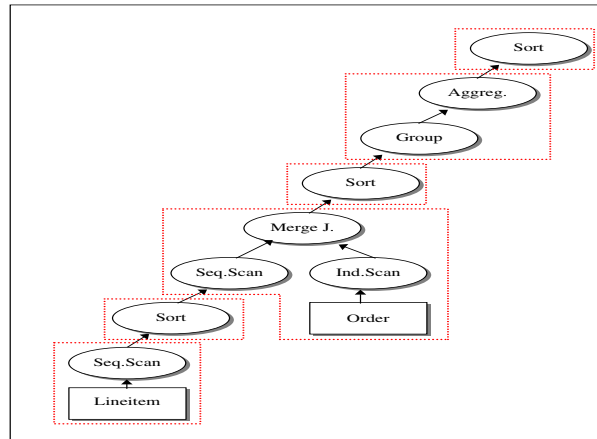 Sort
Aggreg.
Group
Sort
Merge J.
Seq.Scan
Ind.Scan
Sort
Order
Seq.Scan
Lineitem